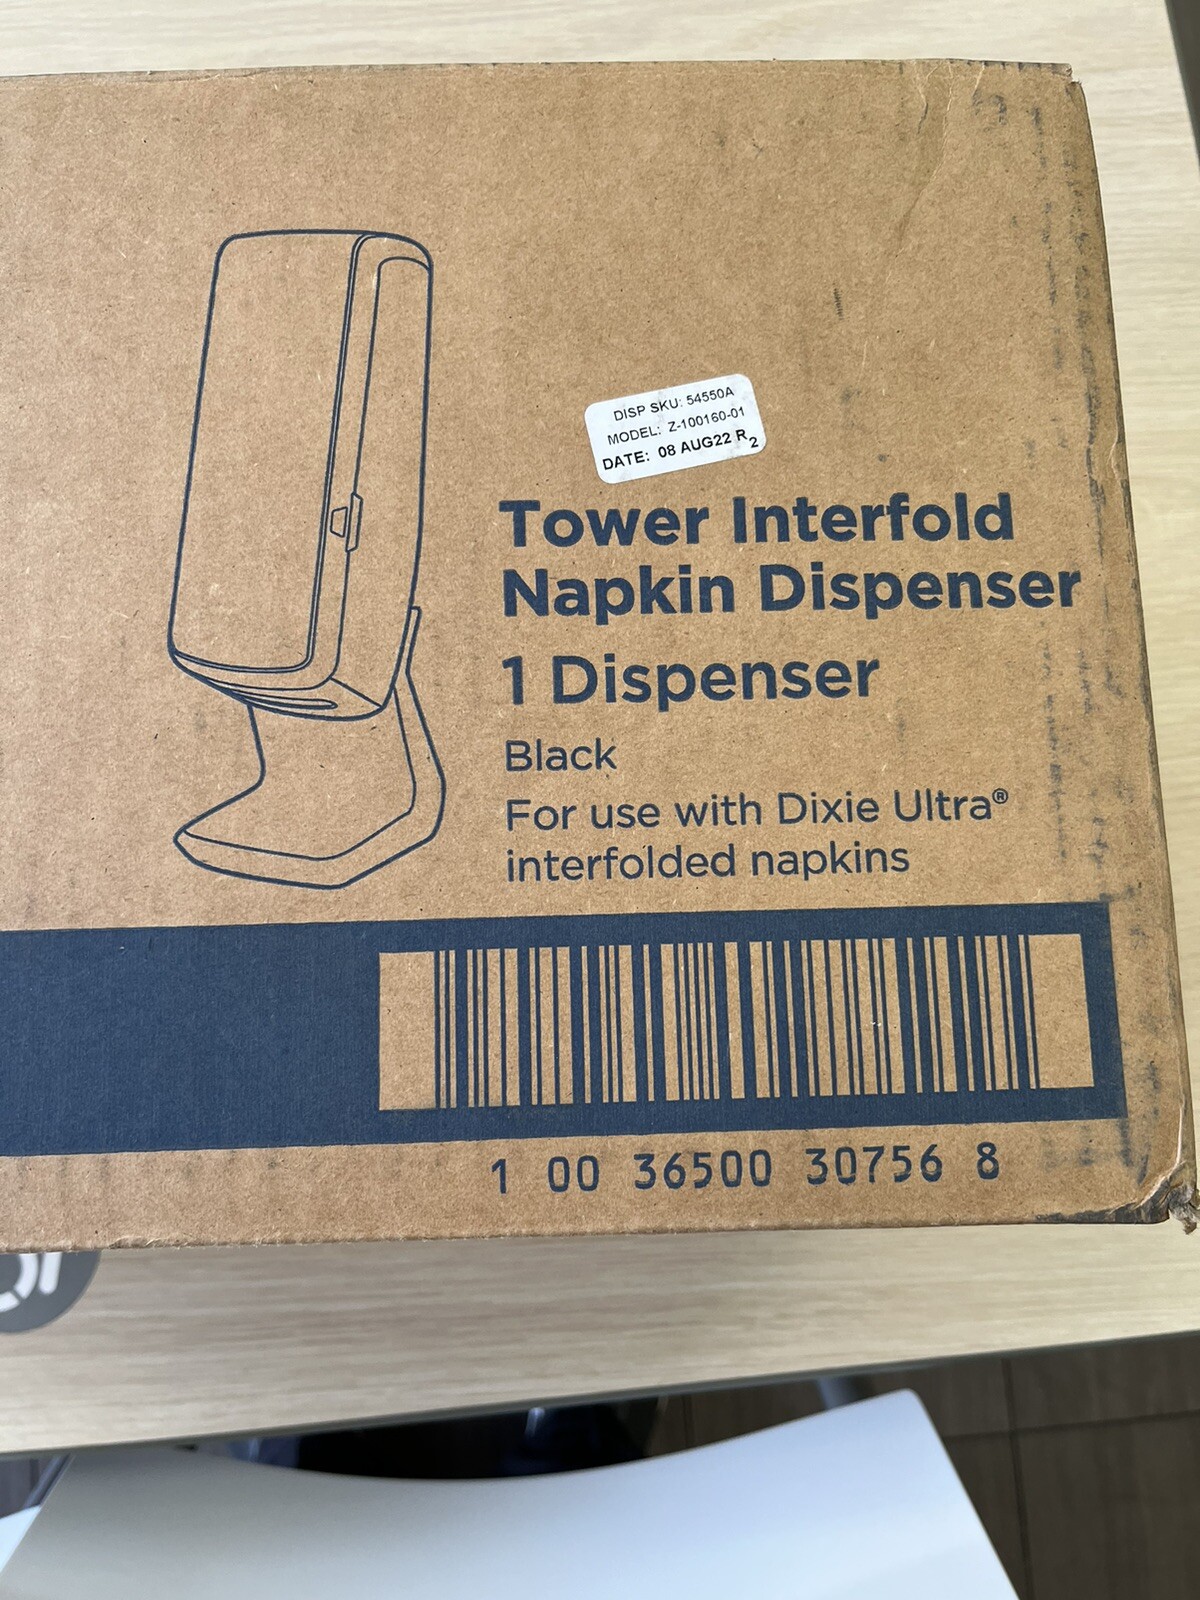 DISP SKU: 54550A
MODEL: Z-100160-01
DATE: 08 AUG22 R2
Tower Interfold
Napkin Dispenser
1 Dispenser
Black
For use with Dixie Ultra®
interfolded napkins
1 00 36500 30756 8